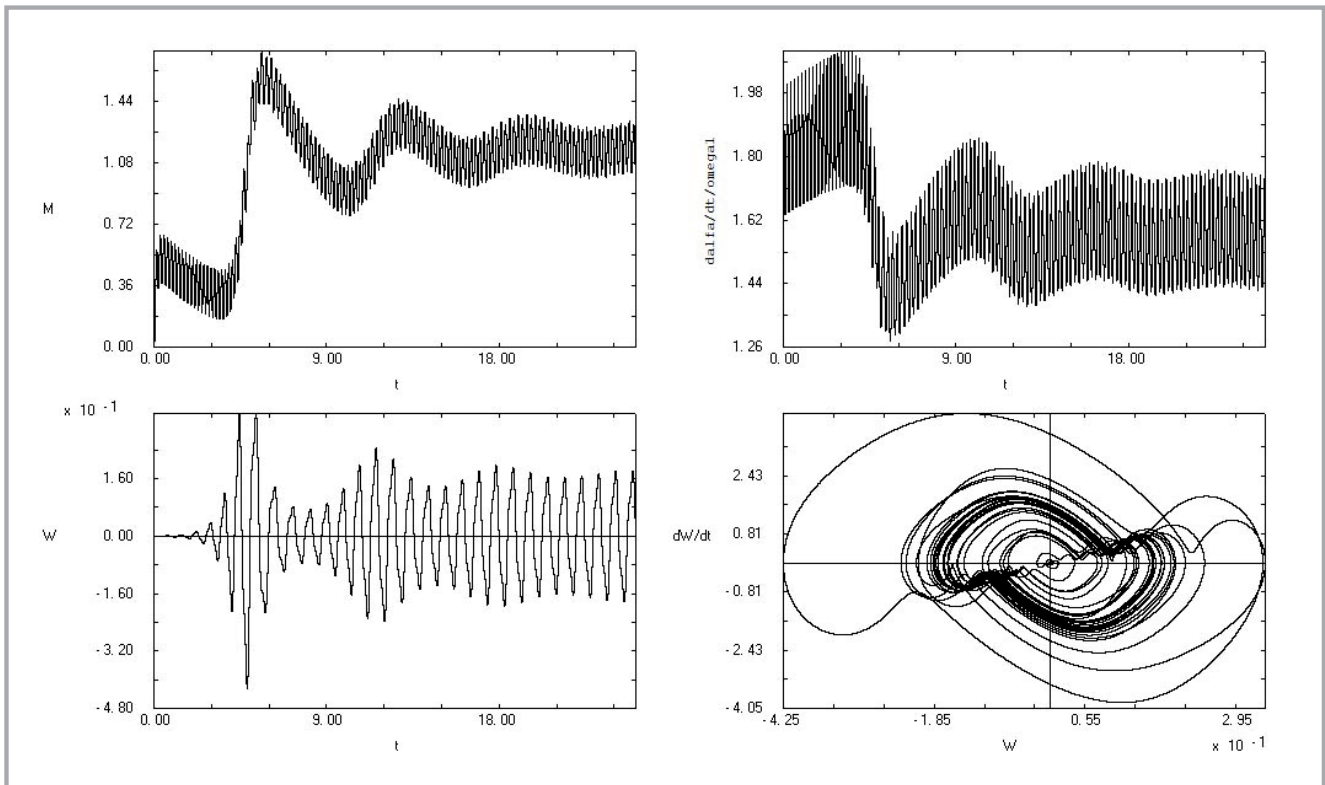 1.44
1.08
M
0.72
0.36
0.00
0.00 9.00 18.00
t
1.98
1.80
dalfa/dt/omega1
1.62
1.44
1.26
0.00 9.00 18.00
t
x 10 -1
1.60
W 0.00
-1.60
-3.20
-4.80
0.00 9.00 18.00
t
2.43
dW/dt 0.81
-0.81
-2.43
-4.05
-4.25 -1.85 0.55 2.95
W x 10 -1